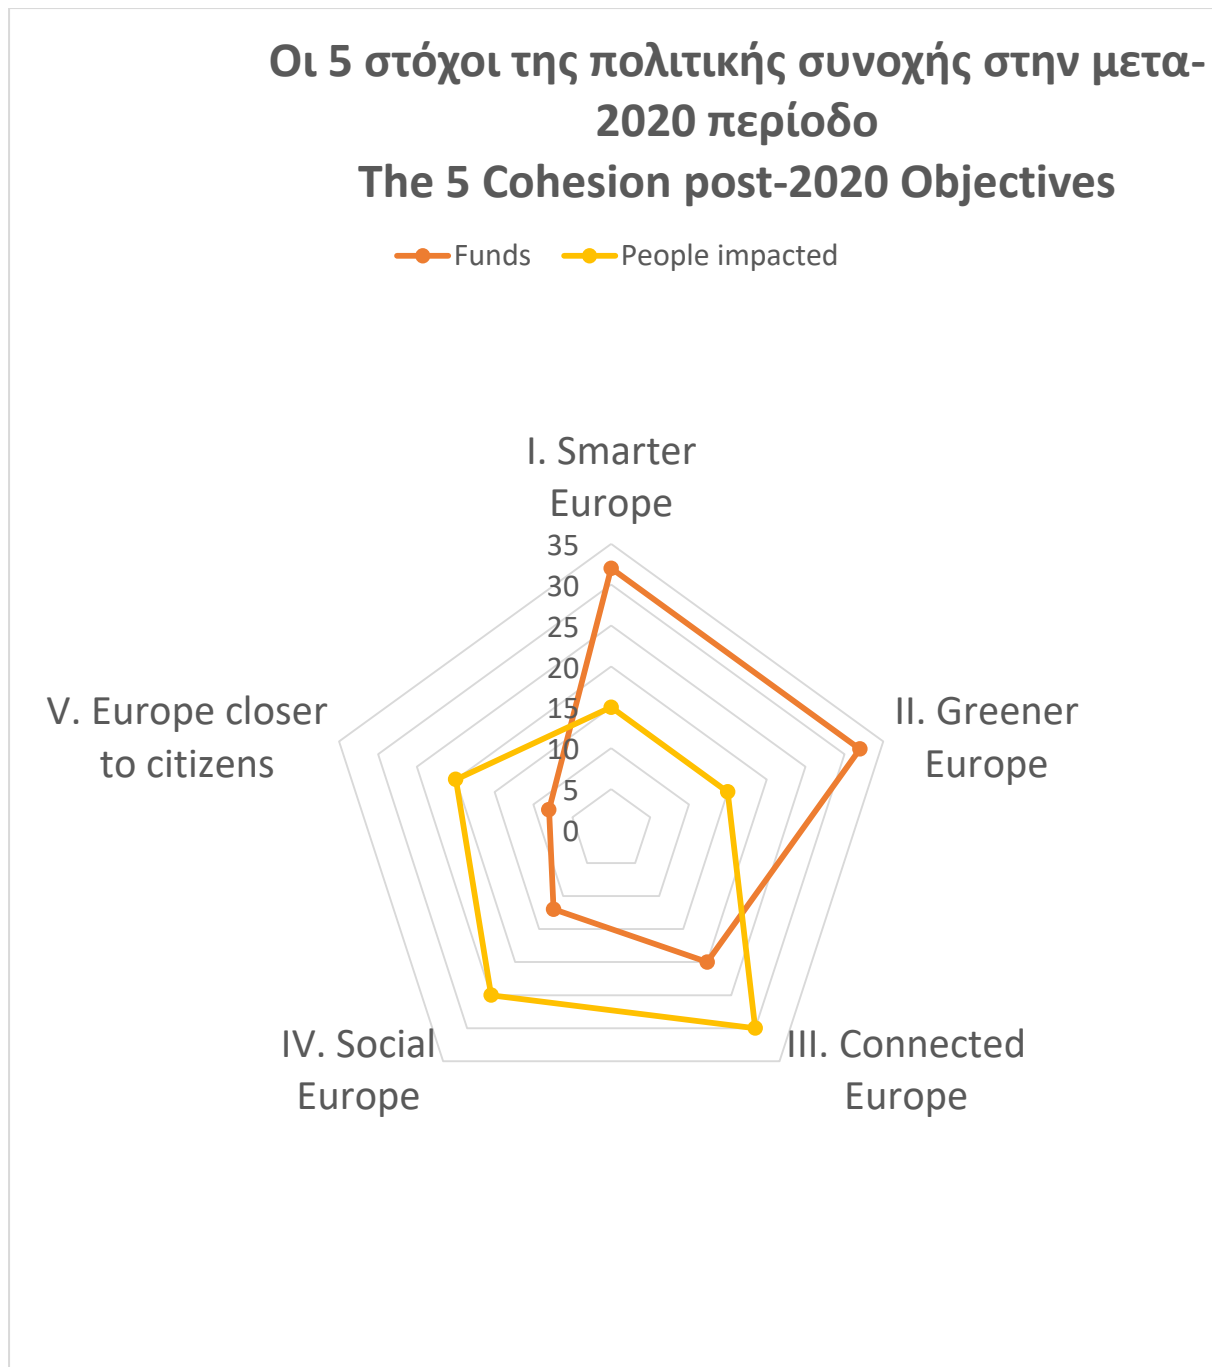 Οι 5 στόχοι της πολιτικής συνοχής στην μετα-
2020 περίοδο
The 5 Cohesion post-2020 Objectives
Funds People impacted
I. Smarter
Europe
35
30
25
20
15
10
5
0
V. Europe closer
to citizens
II. Greener
Europe
IV. Social
Europe
III. Connected
Europe